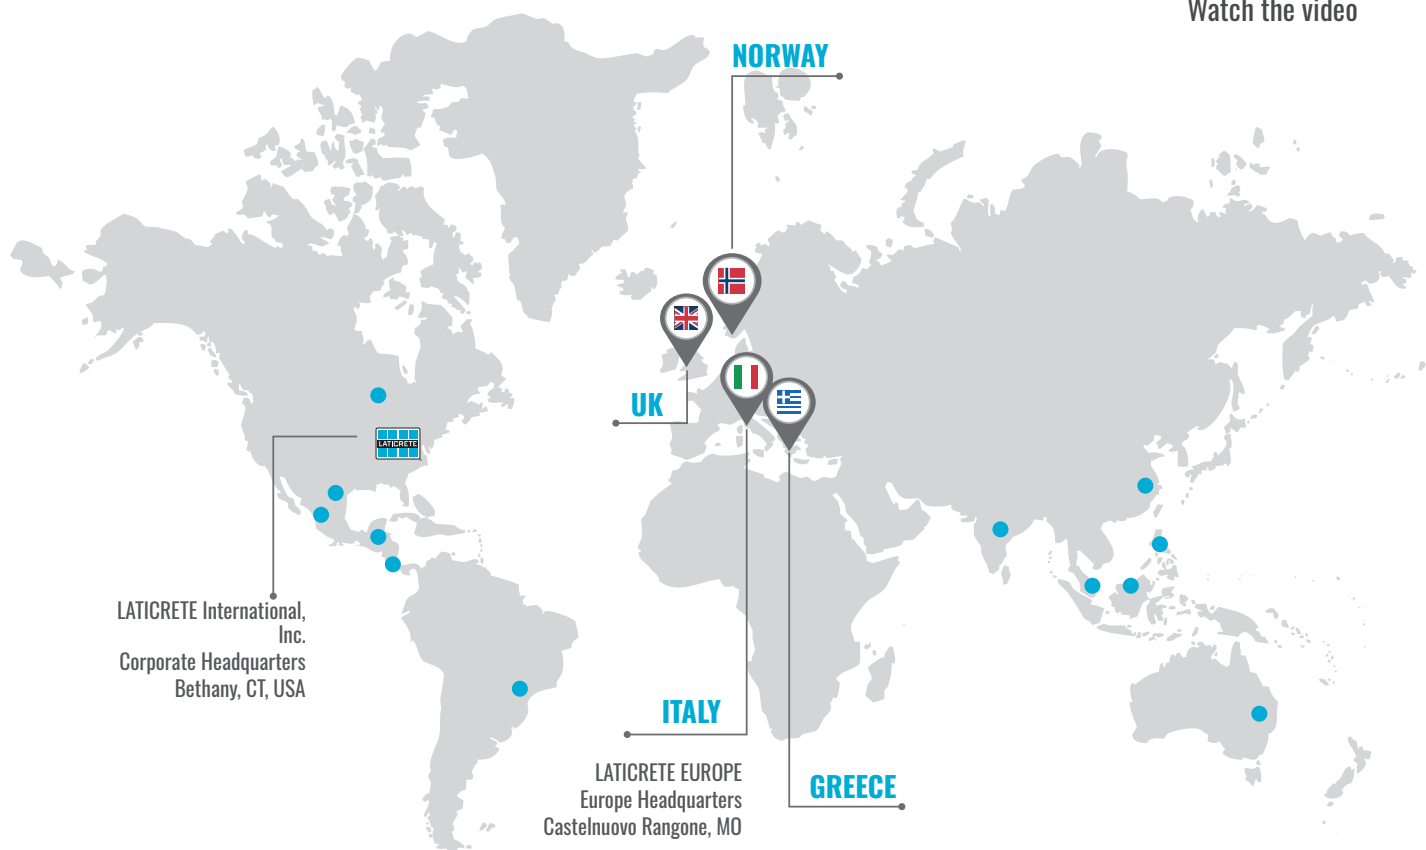 Watch the video
NORWAY
UK
LATICRETE
LATICRETE International,
Inc.
Corporate Headquarters
Bethany, CT, USA
ITALY
LATICRETE EUROPE
Europe Headquarters
Castelnuovo Rangone, MO
GREECE